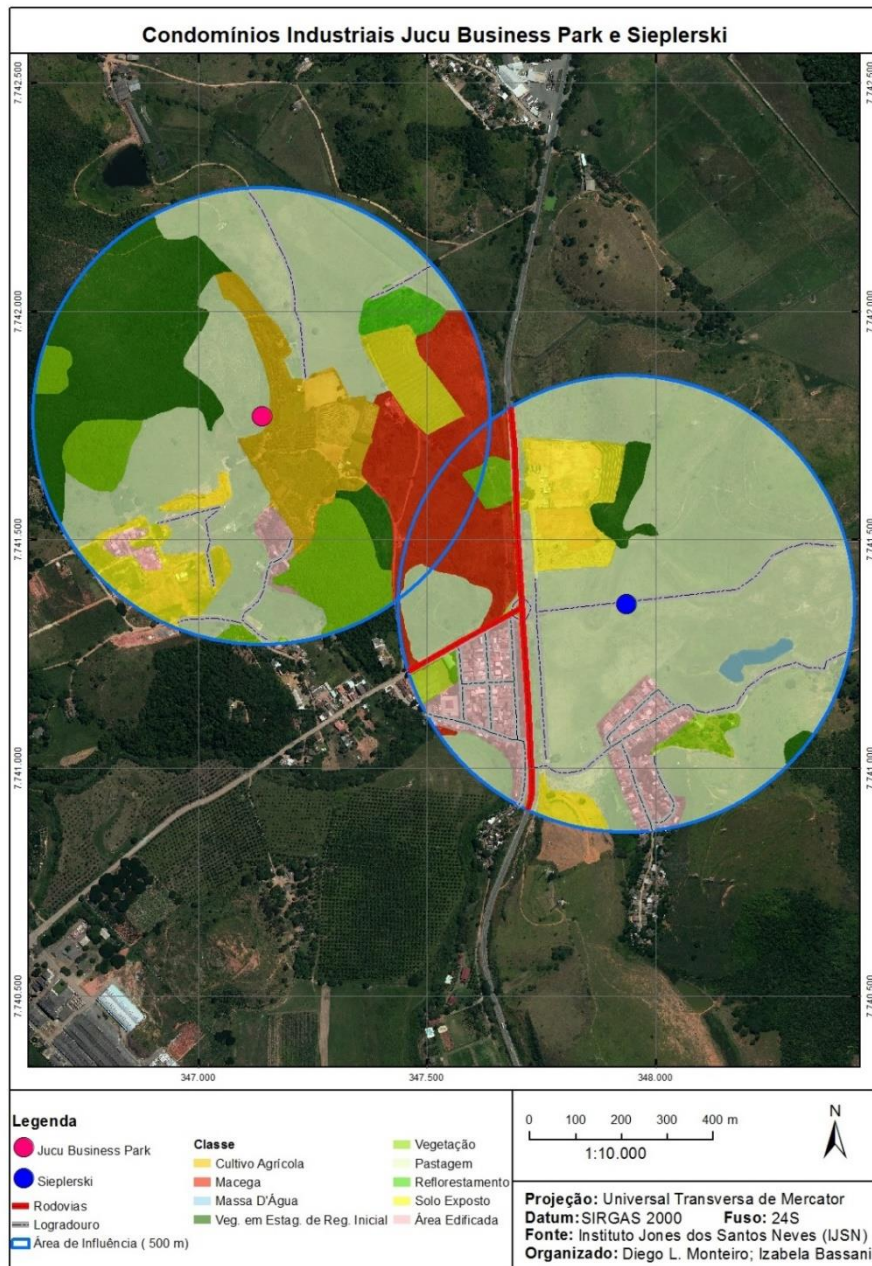 Condomínios Industriais Jucu Business Park e Sieplerski
7.742.500
7.742.500
7.742.000
7.742.000
7.741.500
7.741.500
7.741.000
7.741.000
7.740.500
7.740.500
347.000
347.500
348.000
Legenda
Jucu Business Park
Sieplerski
Rodovias
Logradouro
Área de Influência ( 500 m)
Classe
Cultivo Agrícola
Macega
Massa D'Água
Veg. em Estag. de Reg. Inicial
Vegetação
Pastagem
Reflorestamento
Solo Exposto
Área Edificada
0 100 200 300 400 m
1:10.000
N
Projeção: Universal Transversa de Mercator
Datum: SIRGAS 2000 Fuso: 24S
Fonte: Instituto Jones dos Santos Neves (IJSN)
Organizado: Diego L. Monteiro; Izabela Bassani